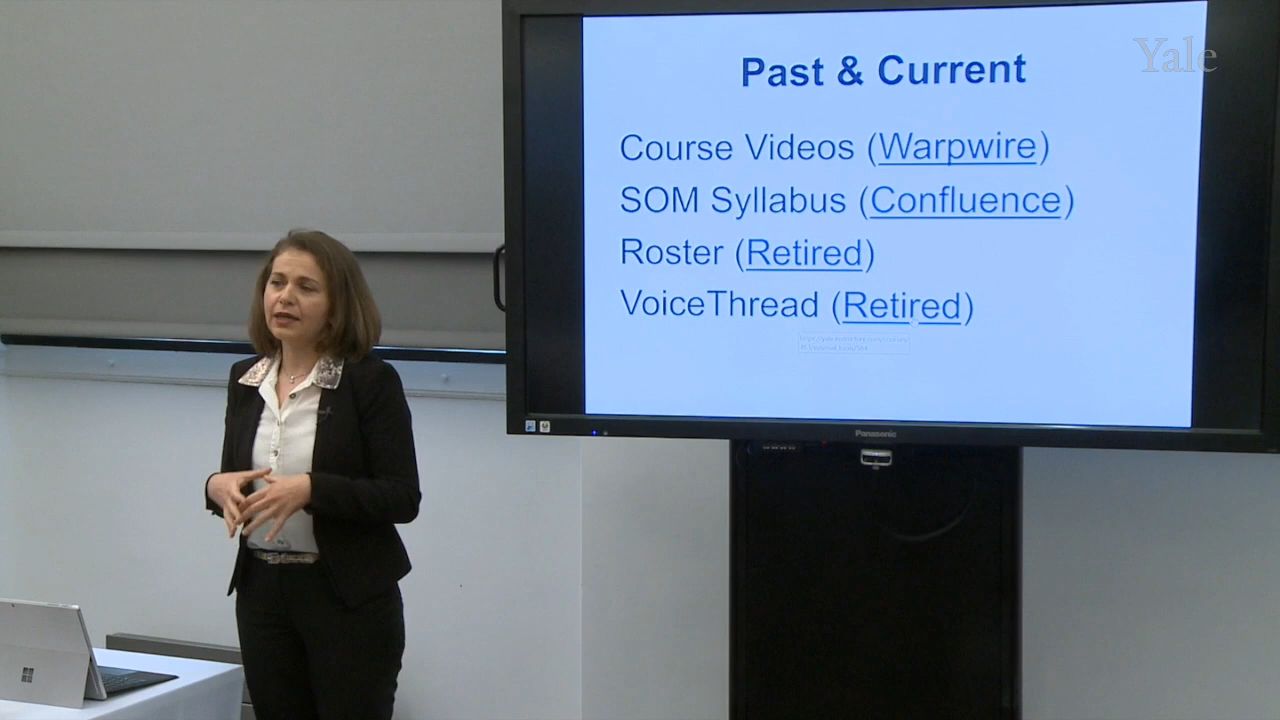 Yale
Past & Current
Course Videos (Warpwire)
SOM Syllabus (Confluence)
Roster (Retired)
VoiceThread (Retired)
Panasonic